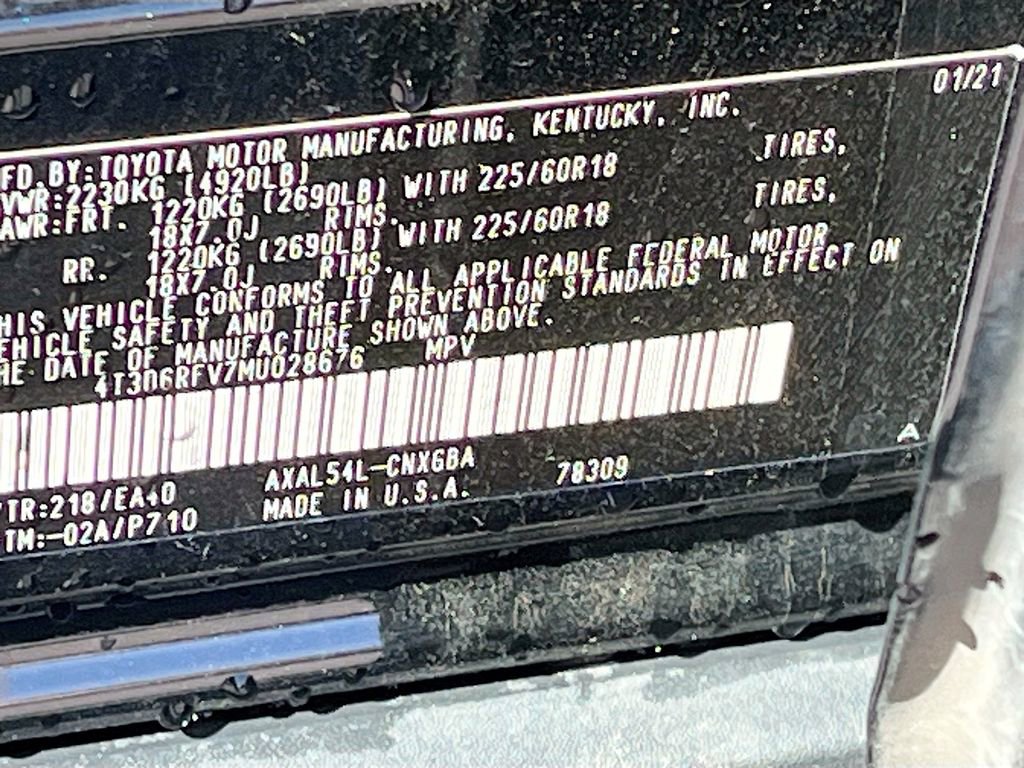 01/21
FD.BY:TOYOTA MOTOR MANUFACTURING, KENTUCKY, INC.
VWR:2230KG (4920LB)
AWR:FRT. 1220KG (2690LB) WITH 225/60R18 TIRES,
18X7.0J RIMS.
RR. 1220KG (2690LB) WITH 225/60R18 TIRES,
18X7.0J RIMS.
HIS VEHICLE CONFORMS TO ALL APPLICABLE FEDERAL MOTOR
EHICLE SAFETY AND THEFT PREVENTION STANDARDS IN EFFECT ON
HE DATE OF MANUFACTURE SHOWN ABOVE.
4T3D6RFV7MU028676 MPV
A
/TR:218/EA40 AXAL54L-CNXGBA 78309
TM:-02A/P710 MADE IN U.S.A.